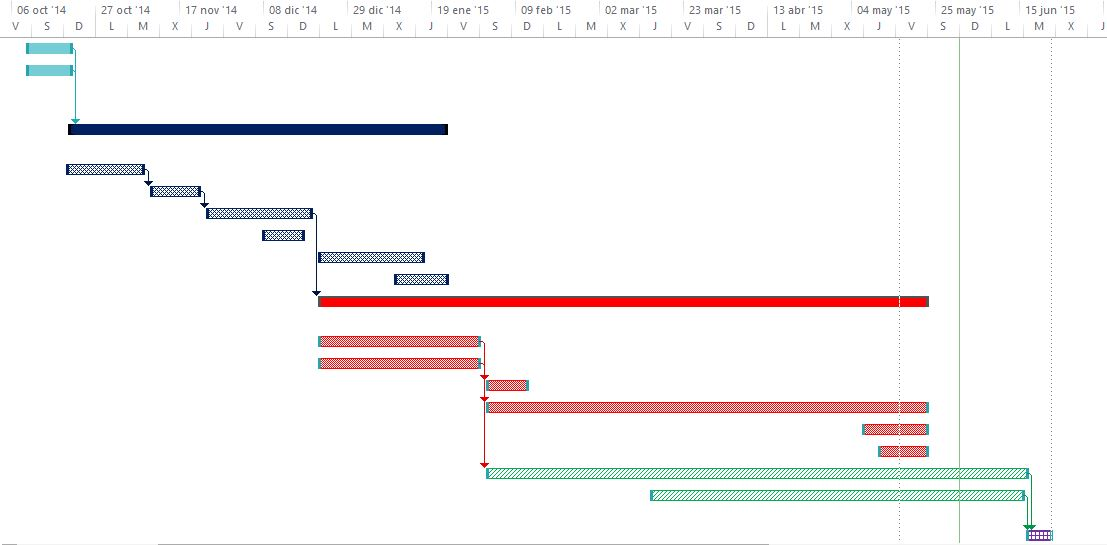 06 oct '14 27 oct '14 17 nov '14 08 dic '14 29 dic '14 19 ene '15 09 feb '15 02 mar '15 23 mar '15 13 abr '15 04 may '15 25 may '15 15 jun '15
V S D L M X J V S D L M X J V S D L M X J V S D L M X J V S D L M X J